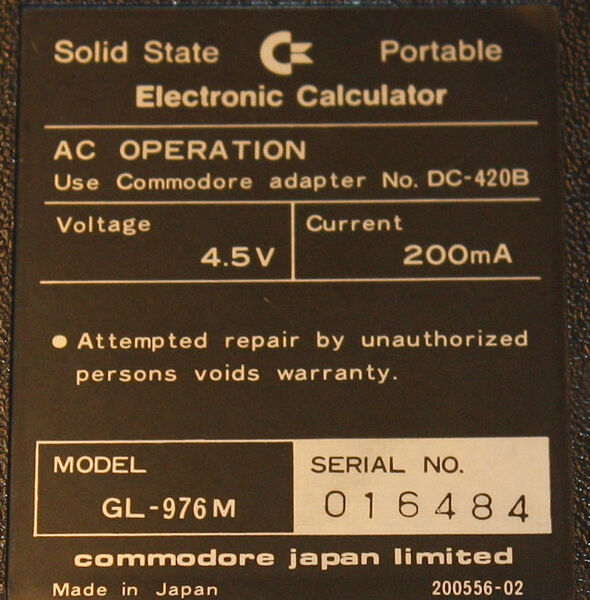 Solid State Portable
Electronic Calculator
AC OPERATION
Use Commodore adapter No. DC-420B
Voltage Current
4.5V 200mA
● Attempted repair by unauthorized
persons voids warranty.
MODEL SERIAL NO.
GL-976M 016484
commodore japan limited
Made in Japan 200556-02